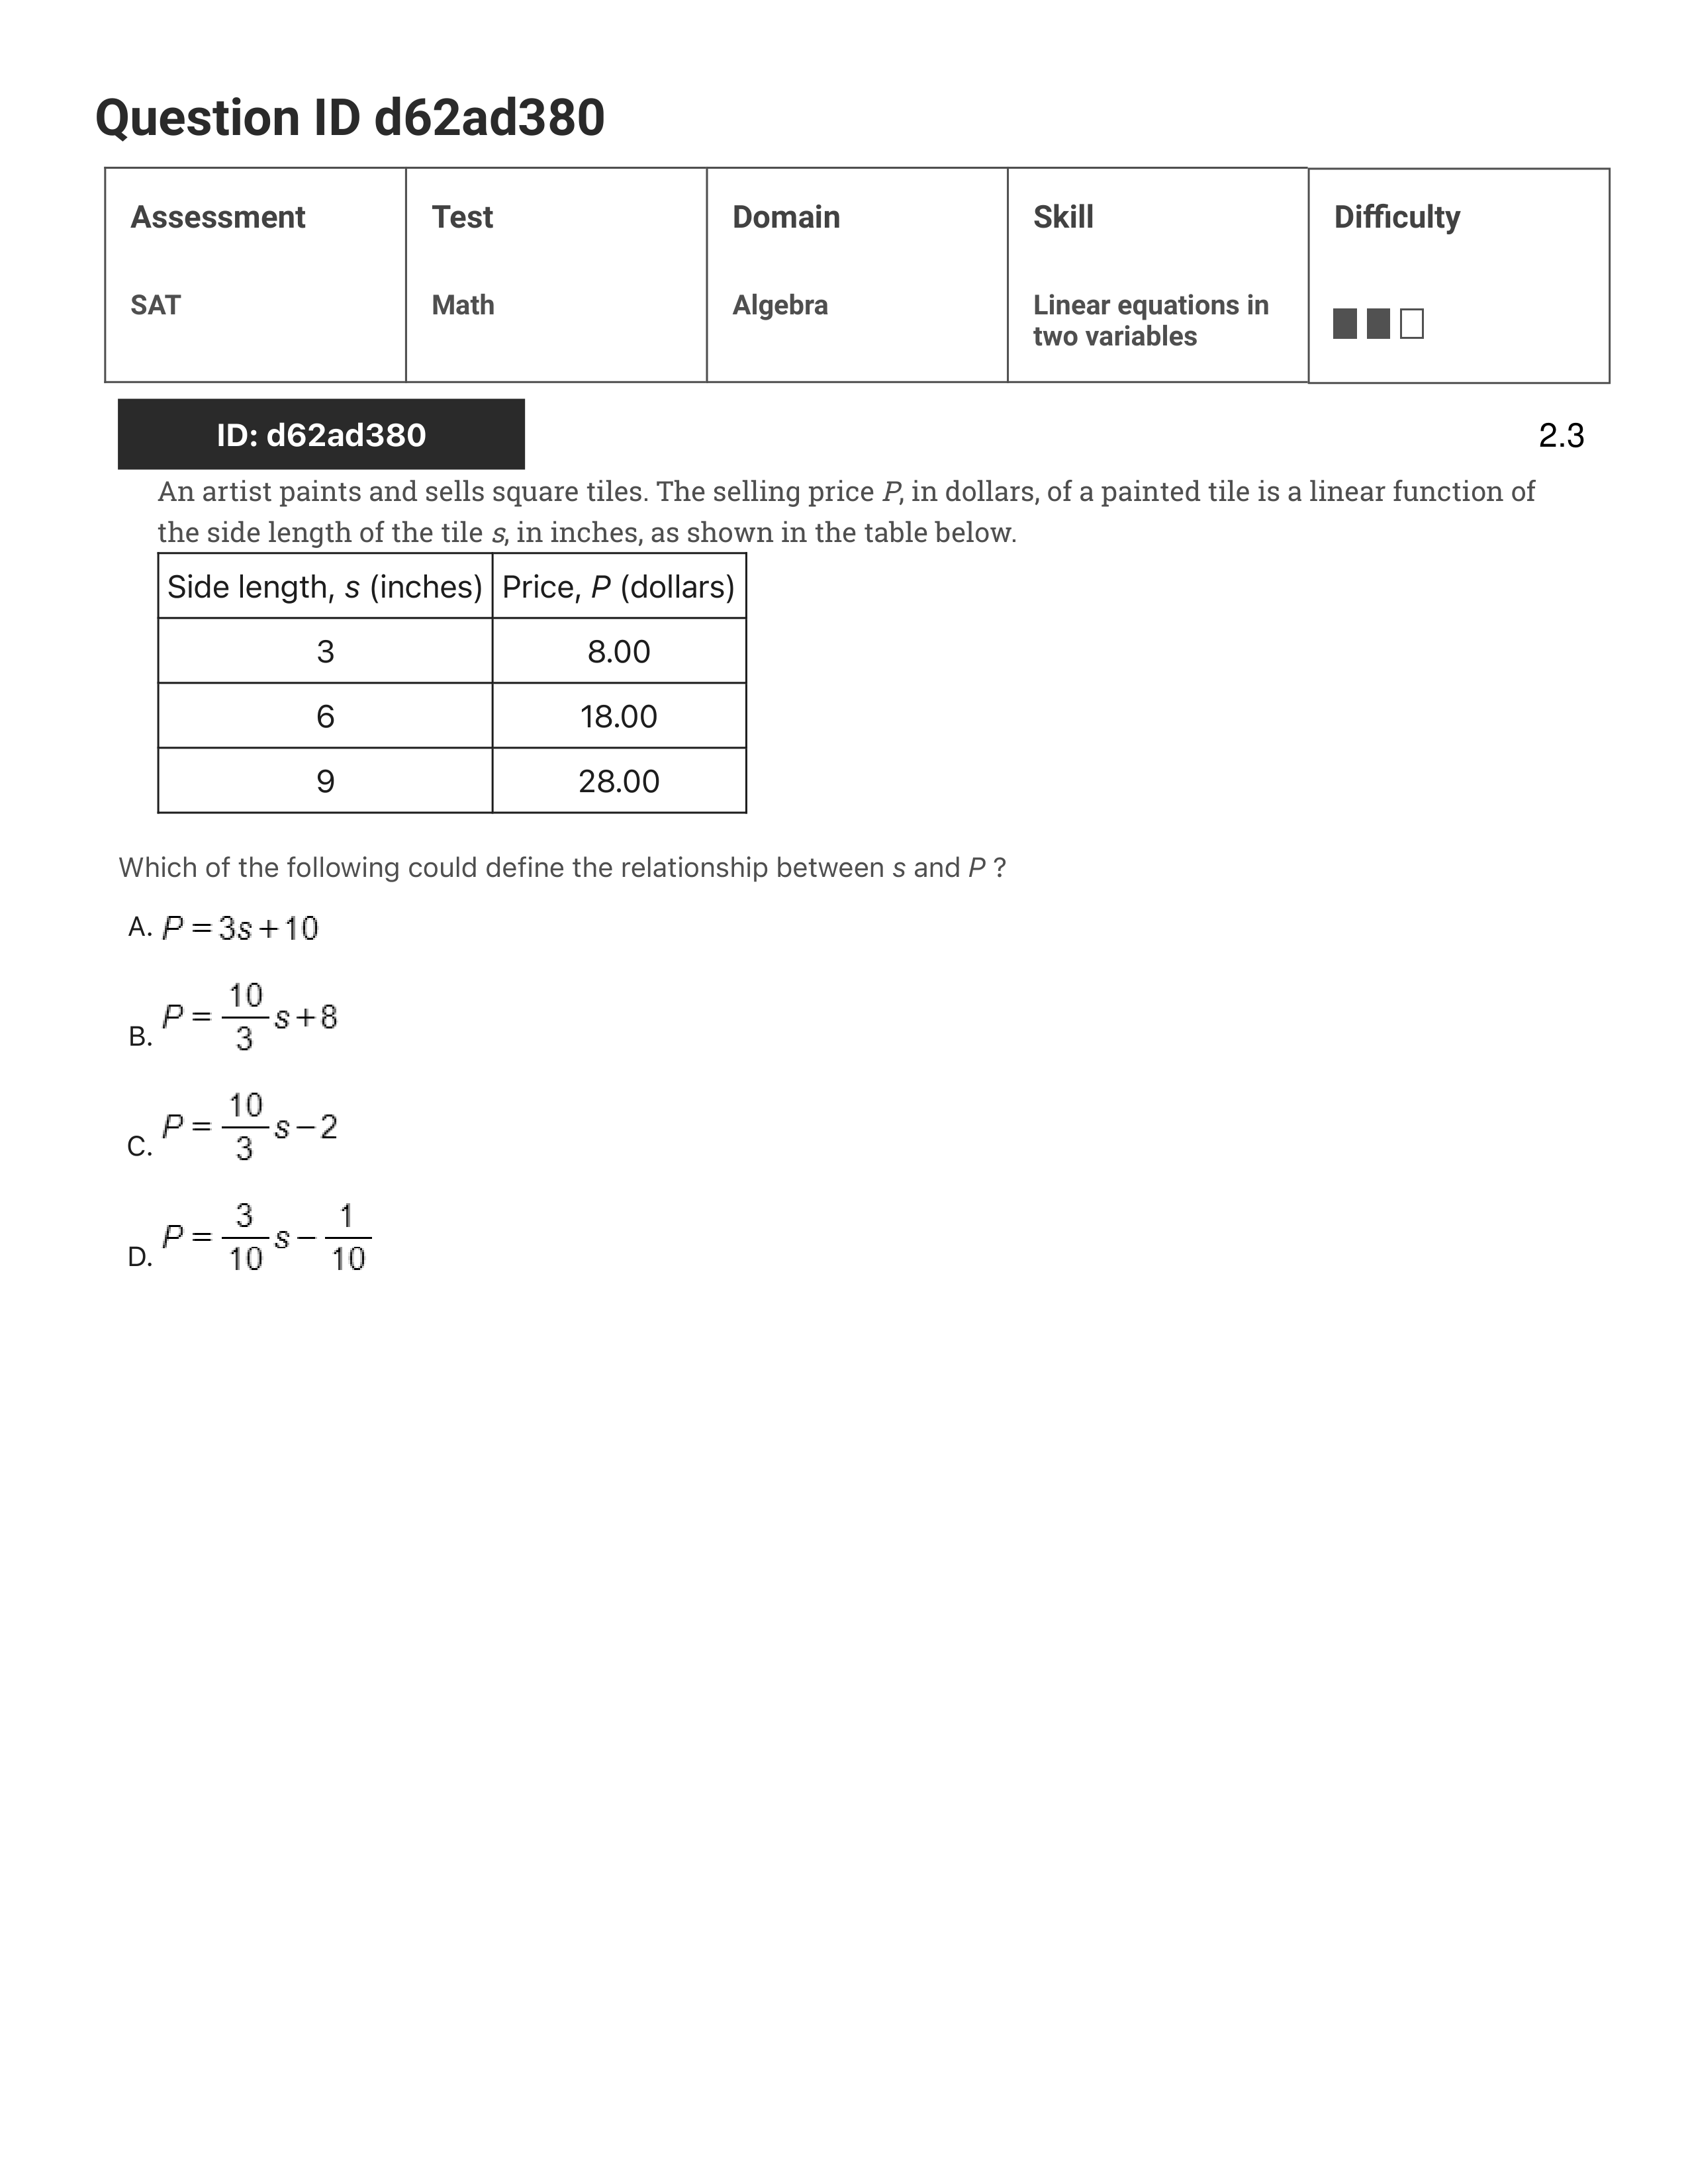 Question ID d62ad380
Assessment Test Domain Skill Difficulty
SAT Math Algebra Linear equations in
two variables
ID: d62ad380 2.3
An artist paints and sells square tiles. The selling price P, in dollars, of a painted tile is a linear function of
the side length of the tile s, in inches, as shown in the table below.
Side length, s (inches) Price, P (dollars)
3 8.00
6 18.00
9 28.00
Which of the following could define the relationship between s and P ?
A. P = 3s + 10
B. P = 10/3 s + 8
C. P = 10/3 s − 2
D. P = 3/10 s − 1/10